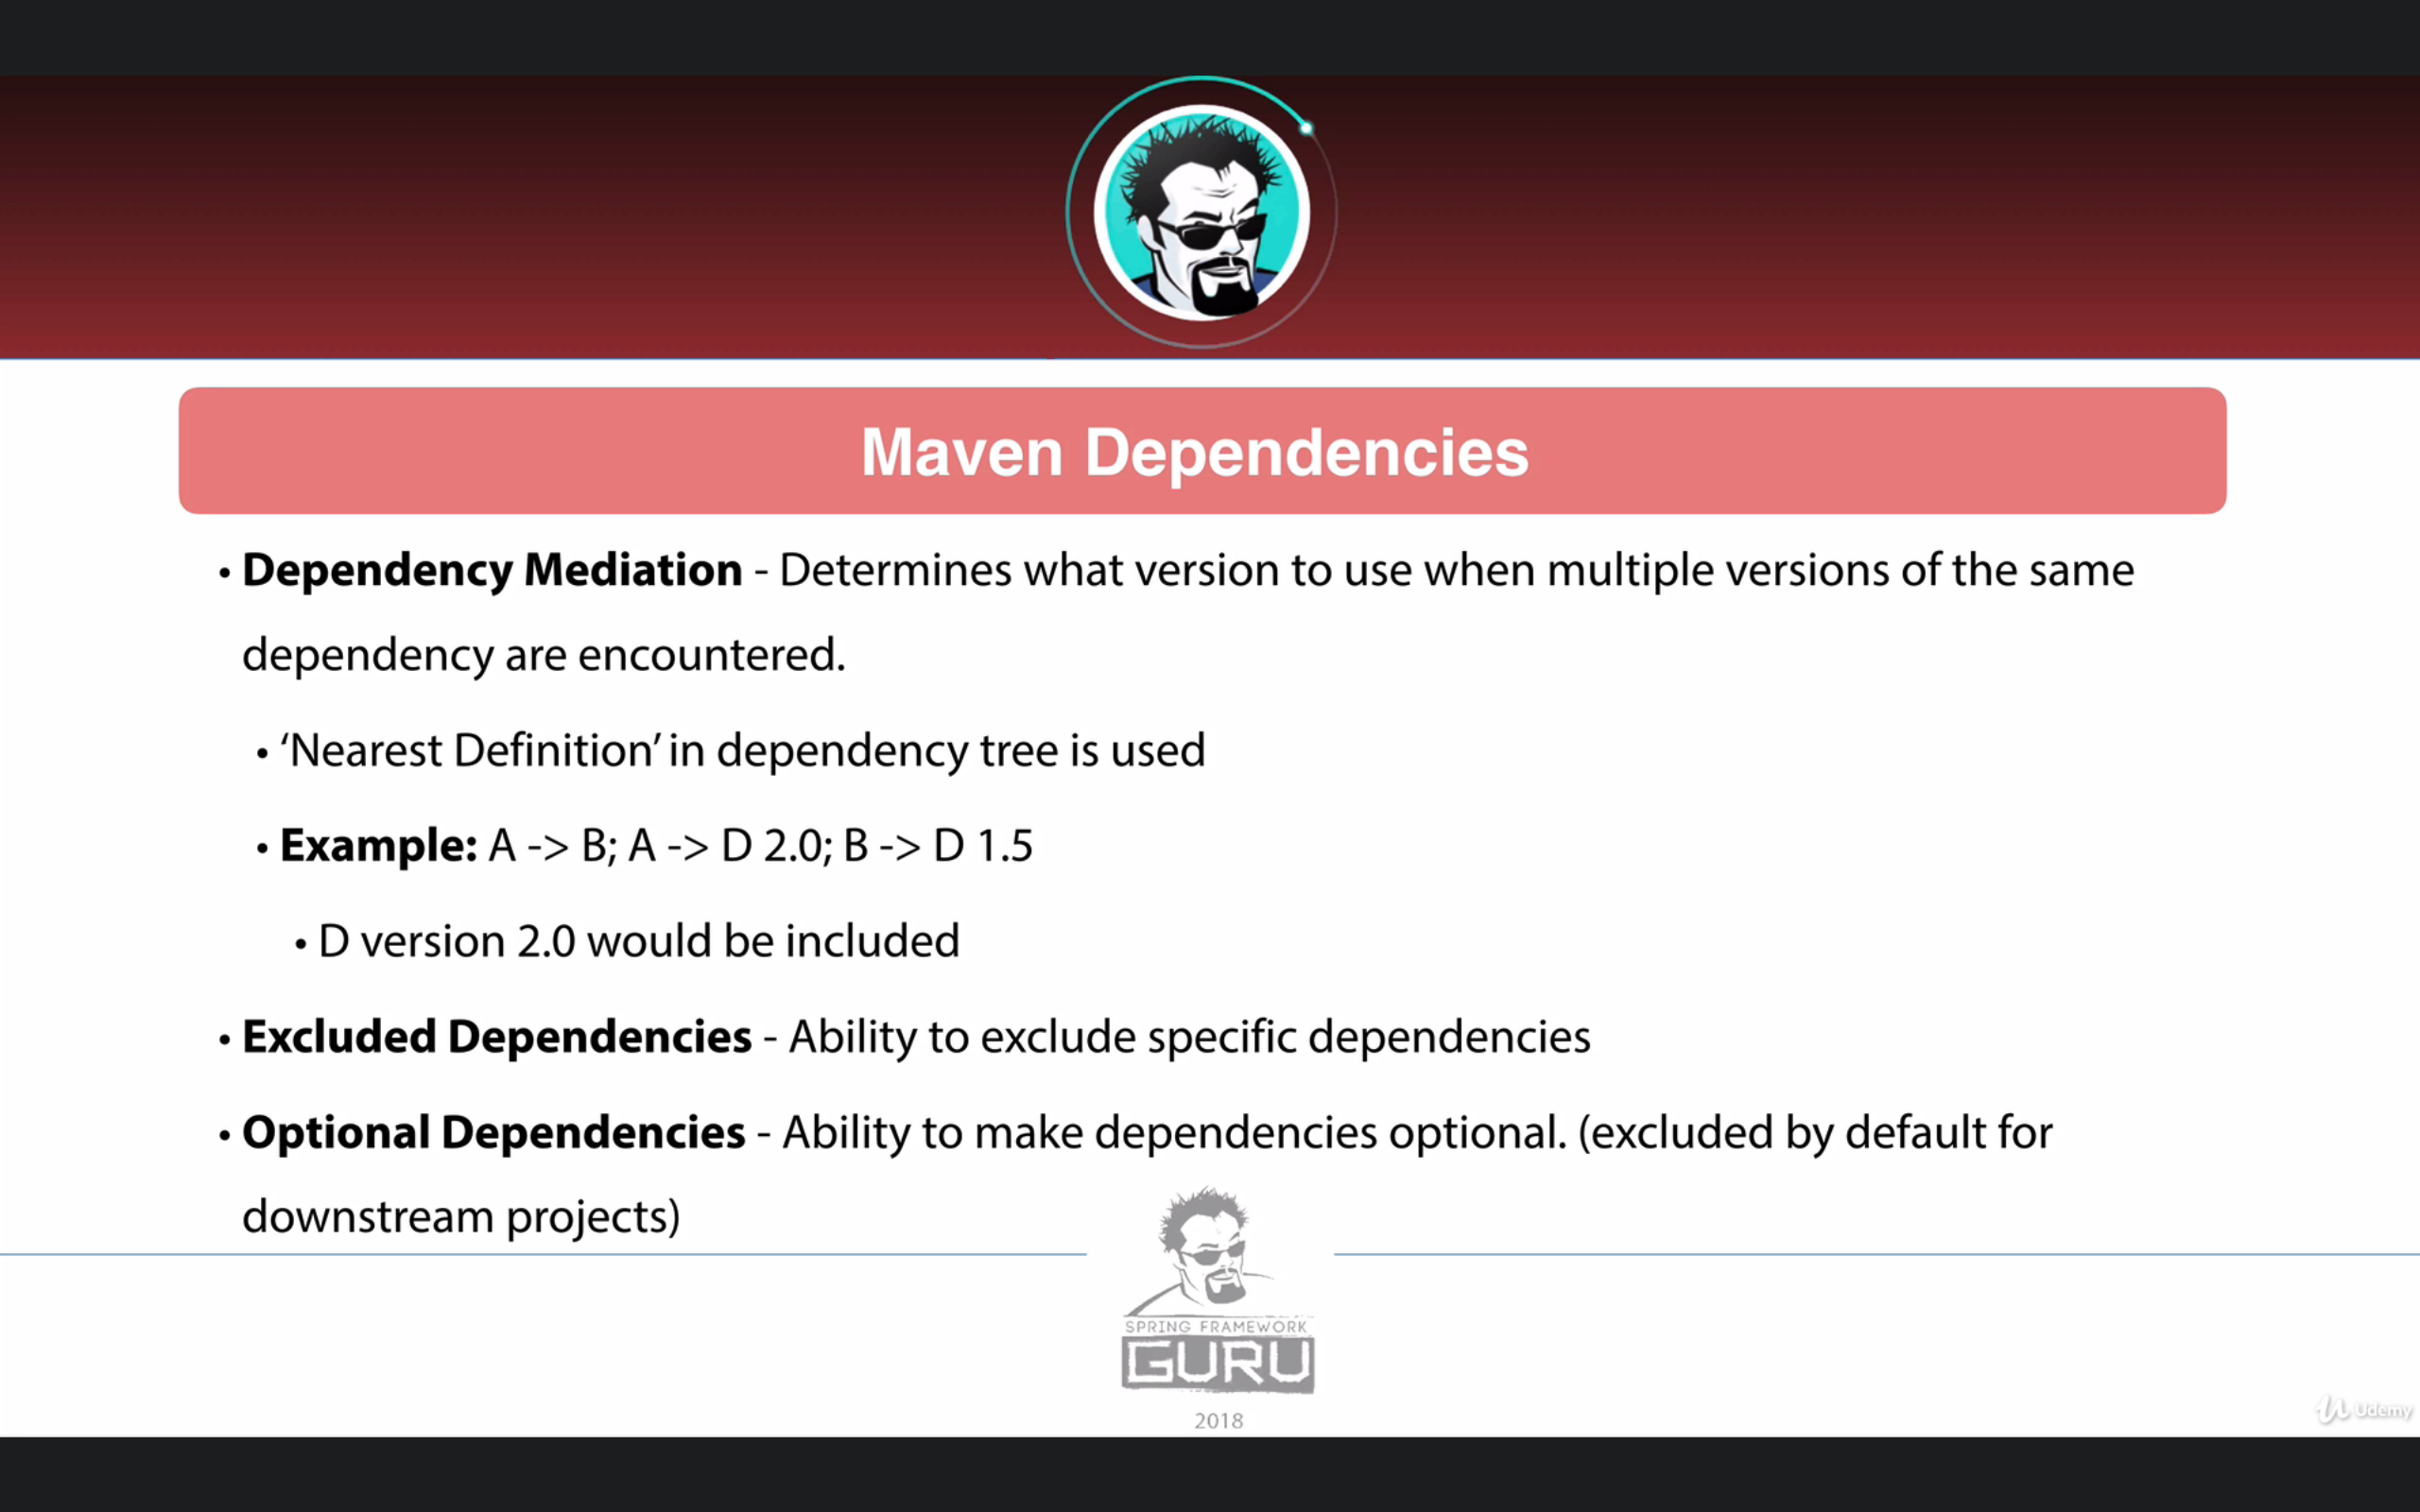 Maven Dependencies
• Dependency Mediation - Determines what version to use when multiple versions of the same
dependency are encountered.
• ‘Nearest Definition’ in dependency tree is used
• Example: A -> B; A -> D 2.0; B -> D 1.5
• D version 2.0 would be included
• Excluded Dependencies - Ability to exclude specific dependencies
• Optional Dependencies - Ability to make dependencies optional. (excluded by default for
downstream projects)
SPRING FRAMEWORK
GURU
2018
Udemy